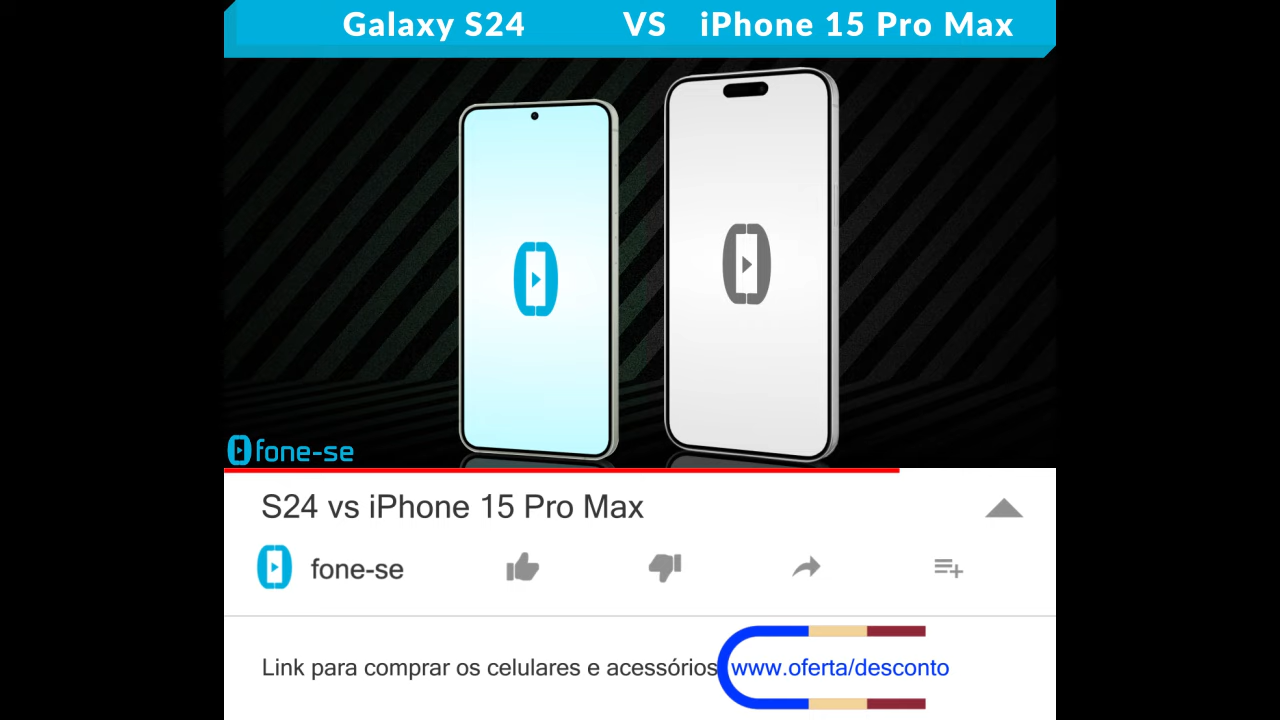 Galaxy S24 VS iPhone 15 Pro Max
fone-se
S24 vs iPhone 15 Pro Max
fone-se
Link para comprar os celulares e acessórios www.oferta/desconto